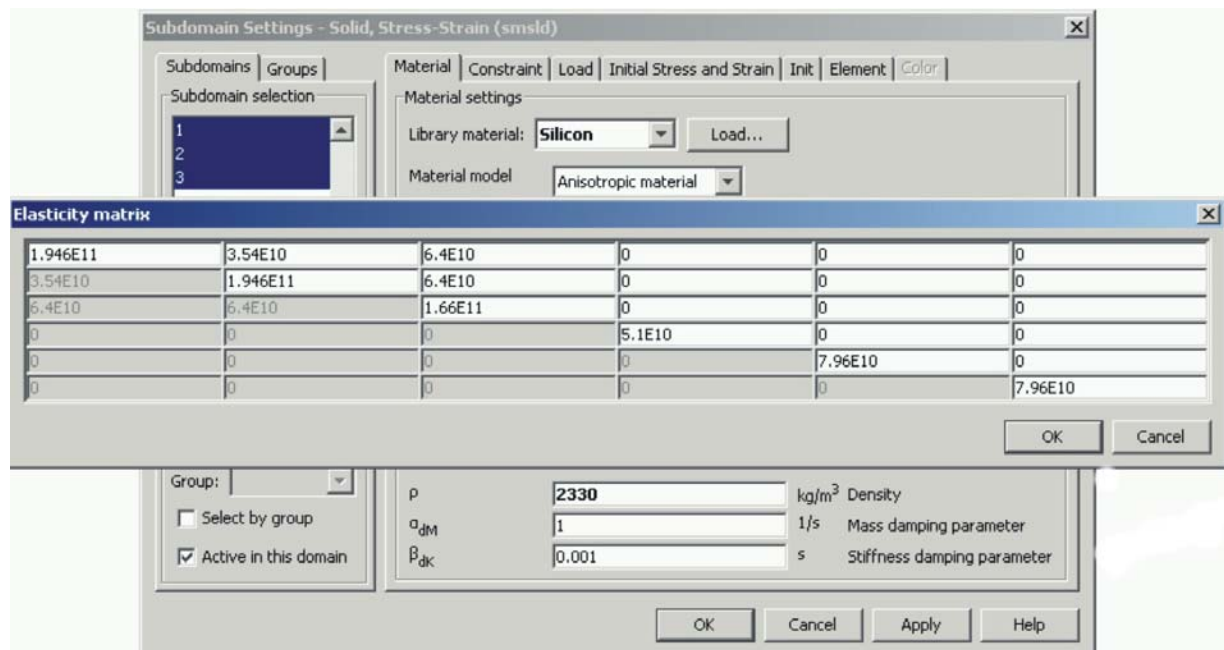 Subdomain Settings - Solid, Stress-Strain (smsld)
Subdomains Groups Material Constraint Load Initial Stress and Strain Init Element Color
Subdomain selection Material settings
1 Library material: Silicon Load...
2
3 Material model Anisotropic material
Elasticity matrix
1.946E11 3.54E10 6.4E10 0 0 0
3.54E10 1.946E11 6.4E10 0 0 0
6.4E10 6.4E10 1.66E11 0 0 0
0 0 0 5.1E10 0 0
0 0 0 0 7.96E10 0
0 0 0 0 0 7.96E10
OK Cancel
Group: ρ 2330 kg/m³ Density
Select by group αdM 1 1/s Mass damping parameter
Active in this domain βdK 0.001 s Stiffness damping parameter
OK Cancel Apply Help